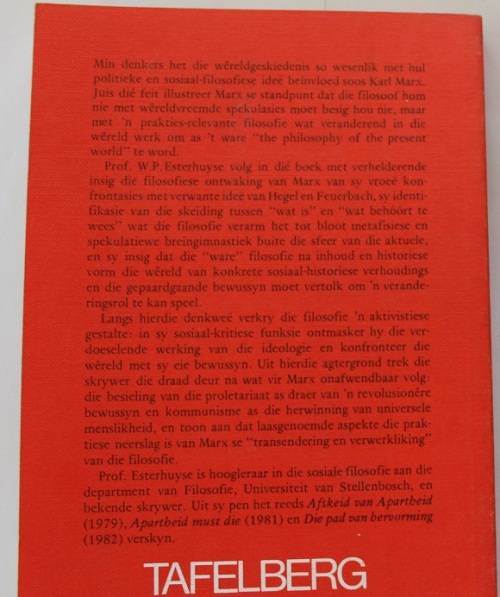 Min denkers het die wêreldgeskiedenis so wesenlik met hul
politieke en sosiaal-filosofiese ideë beïnvloed soos Karl Marx.
Juis dié feit illustreer Marx se standpunt dat die filosoof hom
nie met wêreldvreemde spekulasies moet besig hou nie, maar
met 'n prakties-relevante filosofie wat veranderend in die
wêreld werk om as 't ware "the philosophy of the present
world" te word.
Prof. W.P. Esterhuyse volg in dié boek met verhelderende
insig die filosofiese ontwaking van Marx van sy vroeë kon-
frontasies met verwante ideë van Hegel en Feuerbach, sy identi-
fikasie van die skeiding tussen "wat is" en "wat behóórt te
wees" wat die filosofie verarm het tot bloot metafisiese en
spekulatiewe breingimnastiek buite die sfeer van die aktuele,
en sy insig dat die "ware" filosofie na inhoud en historiese
vorm die wêreld van konkrete sosiaal-historiese verhoudings
en die gepaardgaande bewussyn moet vertolk om 'n verande-
ringsrol te kan speel.
Langs hierdie denkweë verkry die filosofie 'n aktivistiese
gestalte: in sy sosiaal-kritiese funksie ontmasker hy die ver-
doeselende werking van die ideologie en konfronteer die
wêreld met sy eie bewussyn. Uit hierdie agtergrond trek die
skrywer die draad deur na wat vir Marx onafwendbaar volg:
die besieling van die proletariaat as draer van 'n revolusionêre
bewussyn en kommunisme as die herwinning van universele
menslikheid, en toon aan dat laasgenoemde aspekte die prak-
tiese neerslag is van Marx se "transendering en verwerkliking"
van die filosofie.
Prof. Esterhuyse is hoogleraar in die sosiale filosofie aan die
department van Filosofie, Universiteit van Stellenbosch, en
bekende skrywer. Uit sy pen het reeds Afskeid van Apartheid
(1979), Apartheid must die (1981) en Die pad van hervorming
(1982) verskyn.
TAFELBERG